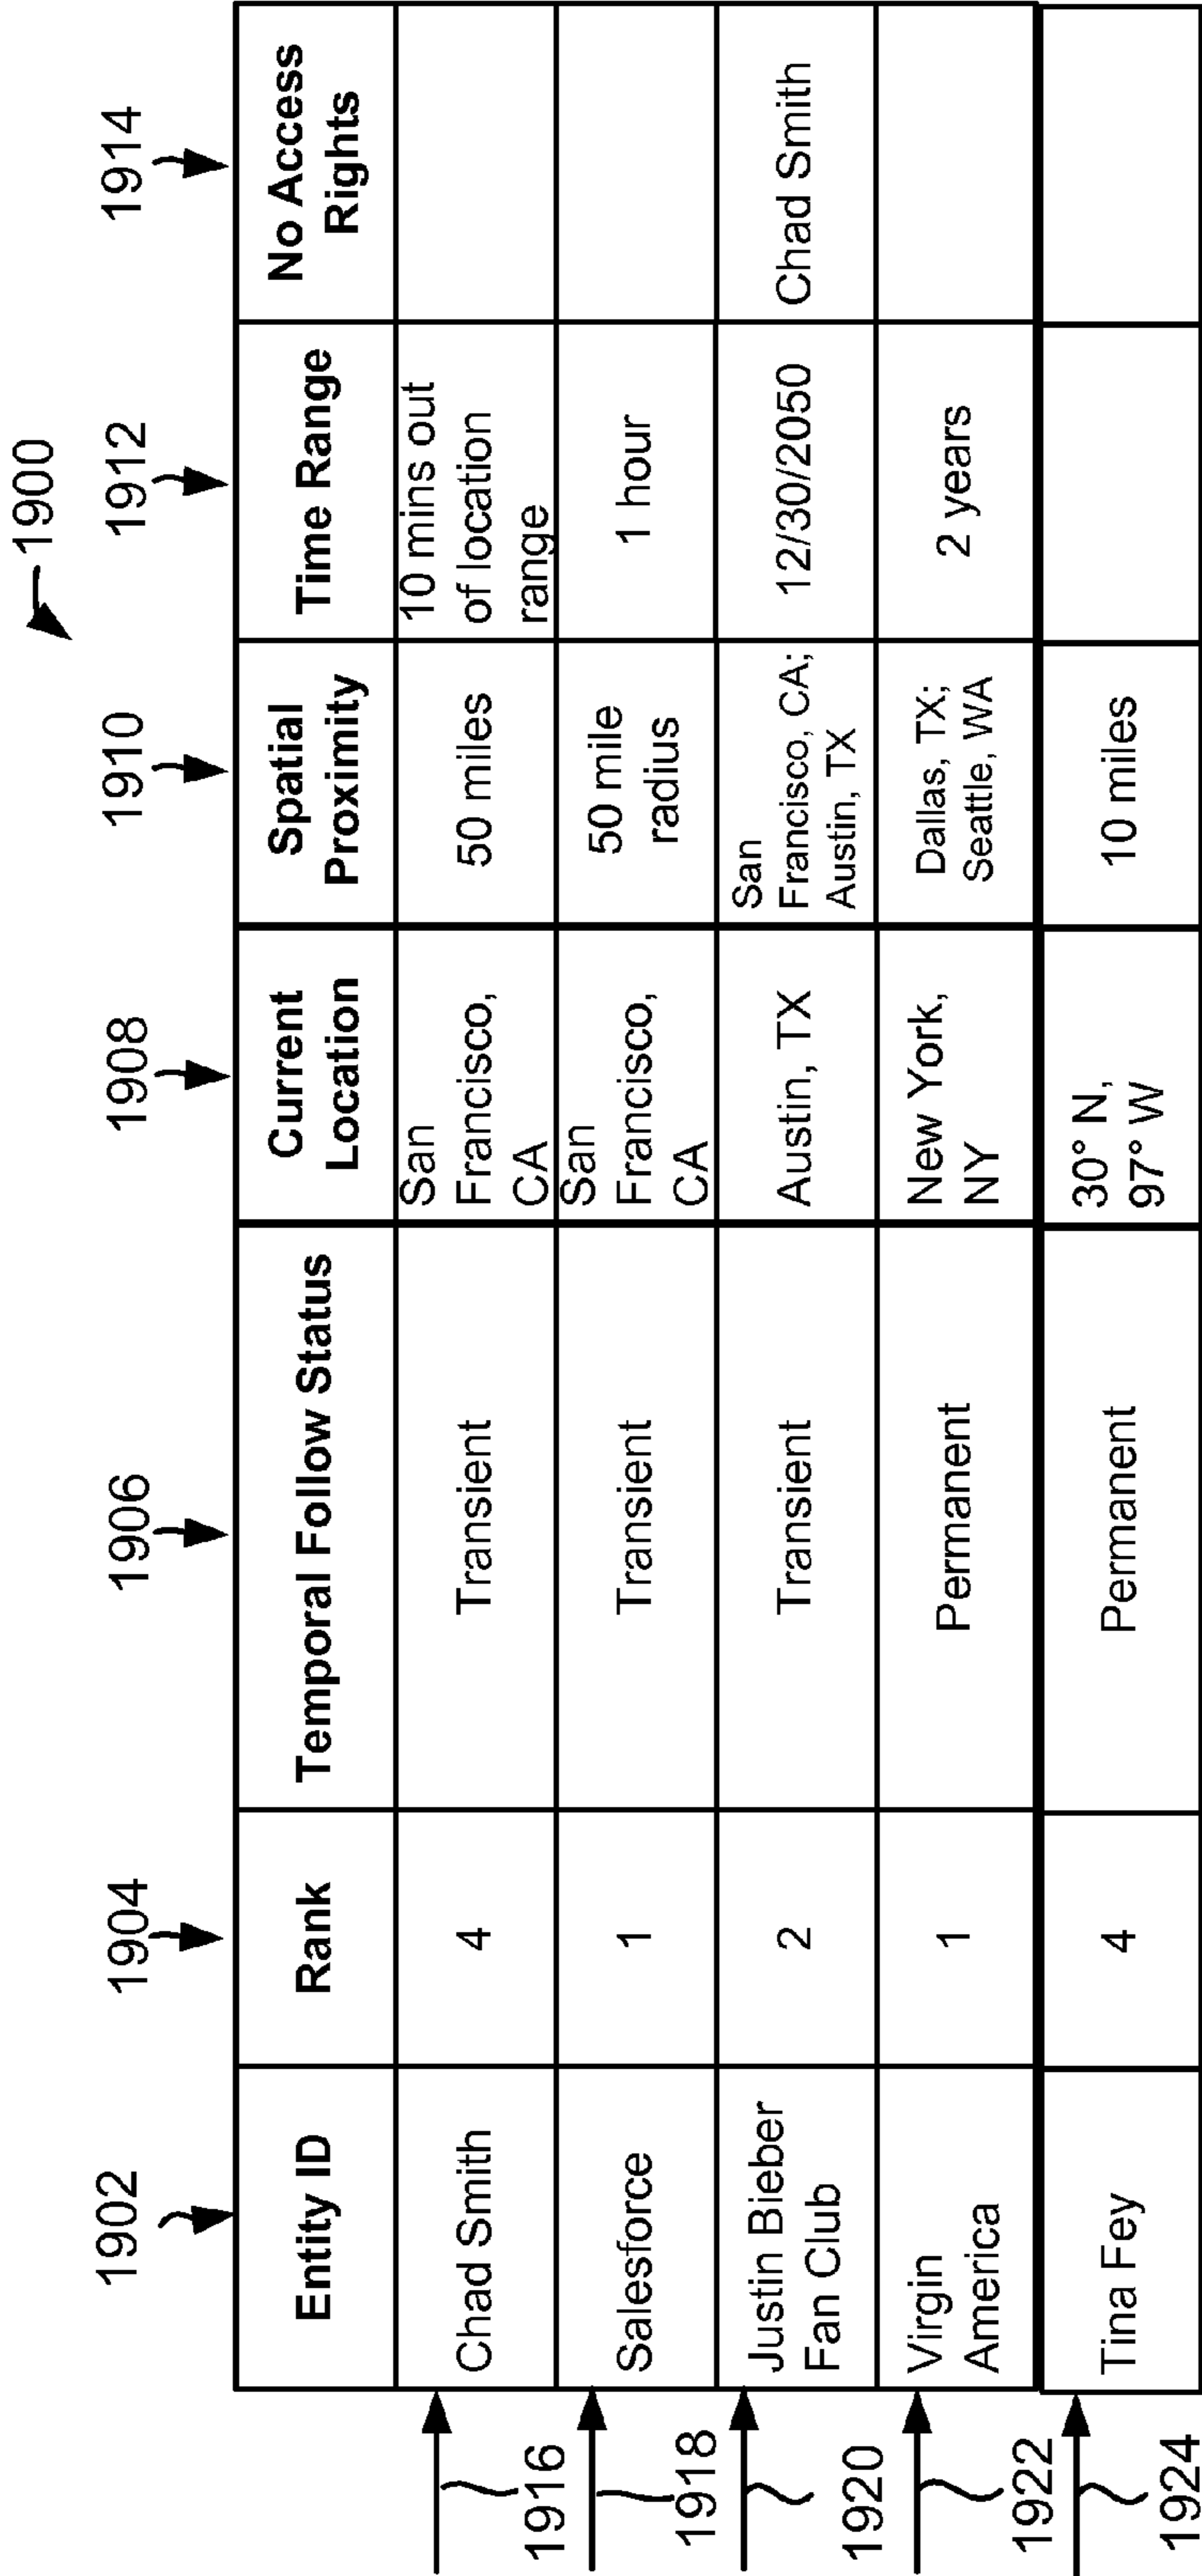 1900
1902
1904
1906
1908
1910
1912
1914
Entity ID
Rank
Temporal Follow Status
Current
Location
Spatial
Proximity
Time Range
No Access
Rights
1916
Chad Smith
4
Transient
San
Francisco,
CA
50 miles
10 mins out
of location
range
1918
Salesforce
1
Transient
San
Francisco,
CA
50 mile
radius
1 hour
1920
Justin Bieber
Fan Club
2
Transient
Austin, TX
San
Francisco, CA;
Austin, TX
12/30/2050
Chad Smith
1922
Virgin
America
1
Permanent
New York,
NY
Dallas, TX;
Seattle, WA
2 years
1924
Tina Fey
4
Permanent
30° N,
97° W
10 miles